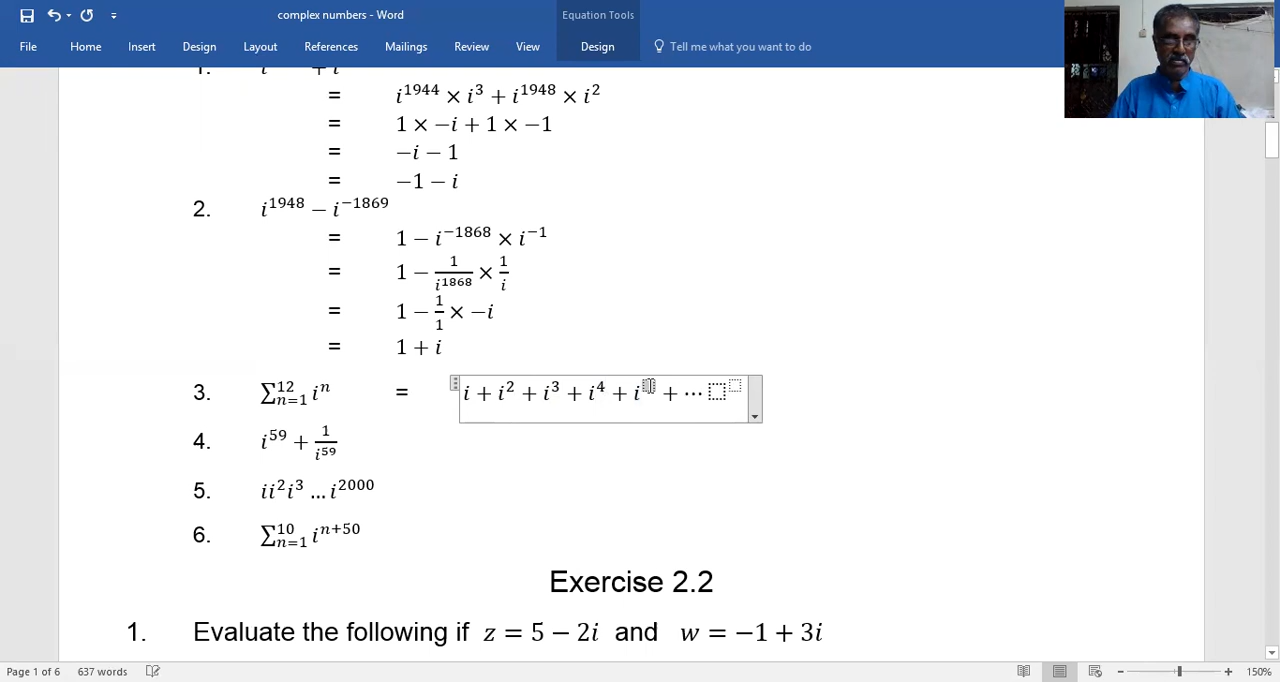 complex numbers - Word
Equation Tools
File Home Insert Design Layout References Mailings Review View Design Tell me what you want to do
= i^1944 × i^3 + i^1948 × i^2
= 1 × −i + 1 × −1
= −i − 1
= −1 − i
2. i^1948 − i^−1869
= 1 − i^−1868 × i^−1
= 1 − 1/i^1868 × 1/i
= 1 − 1/1 × −i
= 1 + i
3. ∑_{n=1}^{12} i^n = i + i^2 + i^3 + i^4 + i + ⋯
4. i^59 + 1/i^59
5. ii^2i^3 … i^2000
6. ∑_{n=1}^{10} i^{n+50}
Exercise 2.2
1. Evaluate the following if z = 5 − 2i and w = −1 + 3i
Page 1 of 6 637 words 150%